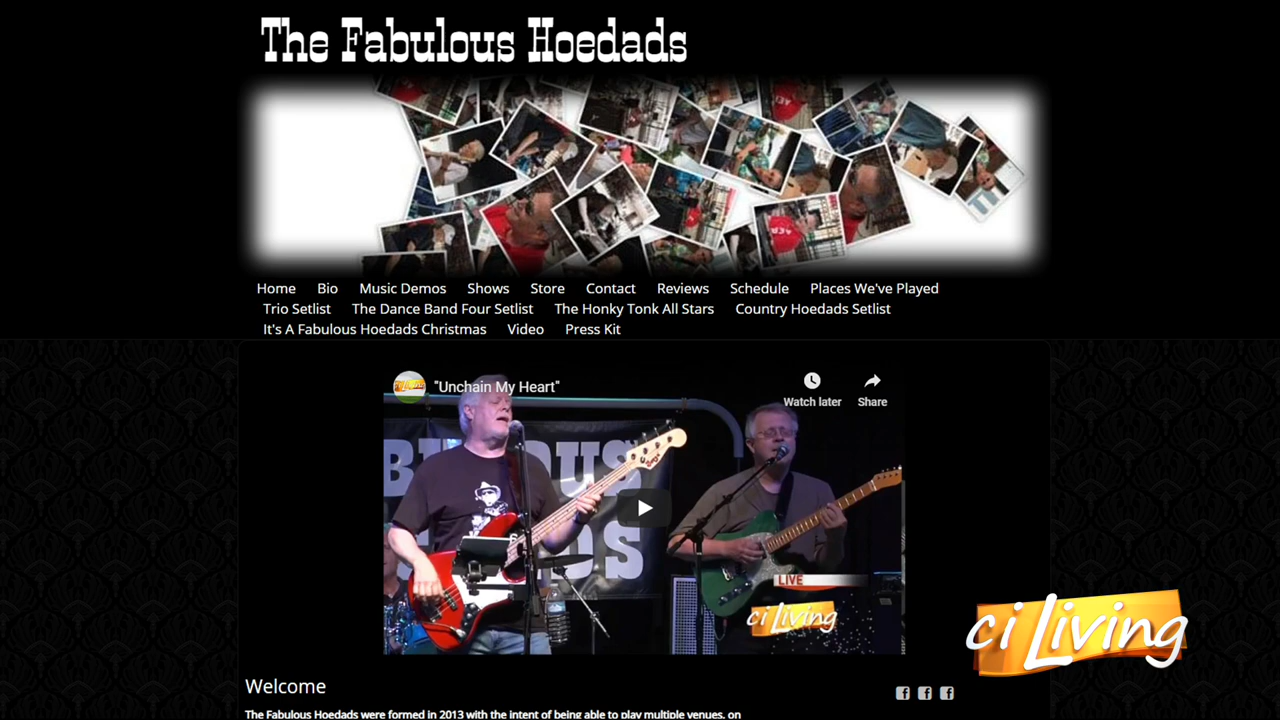 The Fabulous Hoedads
Home Bio Music Demos Shows Store Contact Reviews Schedule Places We've Played
Trio Setlist The Dance Band Four Setlist The Honky Tonk All Stars Country Hoedads Setlist
It's A Fabulous Hoedads Christmas Video Press Kit
ci Living "Unchain My Heart"
Watch later Share
LIVE
ci Living
ci Living
Welcome
The Fabulous Hoedads were formed in 2013 with the intent of being able to play multiple venues, on